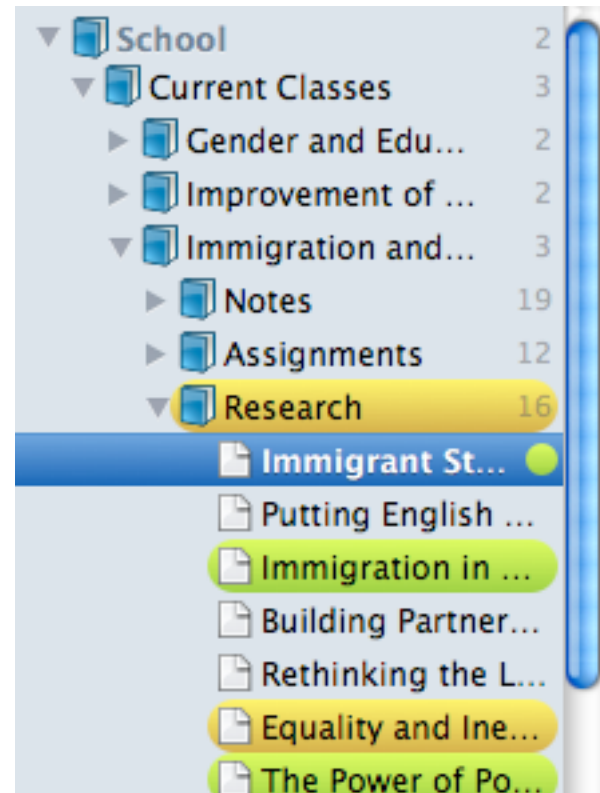 School 2
Current Classes 3
Gender and Edu... 2
Improvement of ... 2
Immigration and... 3
Notes 19
Assignments 12
Research 16
Immigrant St...
Putting English ...
Immigration in ...
Building Partner...
Rethinking the L...
Equality and Ine...
The Power of Po...